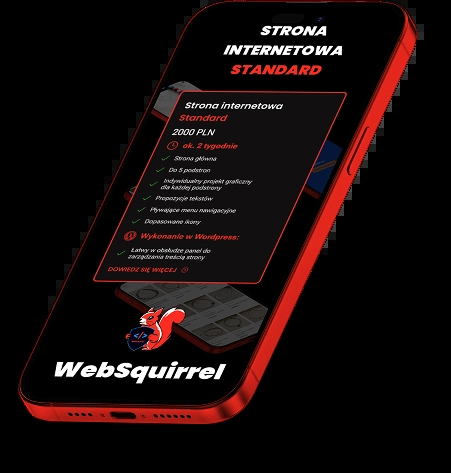 STRONA
INTERNETOWA
STANDARD
Strona internetowa
Standard
2000 PLN
ok. 2 tygodnie
Strona główna
Do 5 podstron
Indywidualny projekt graficzny
dla każdej podstrony
Propozycje tekstów
Pływające menu nawigacyjne
Dopasowane ikony
Wykonanie w Wordpress:
Łatwy w obsłudze panel do
zarządzania treścią strony
DOWIEDZ SIĘ WIĘCEJ
WebSquirrel